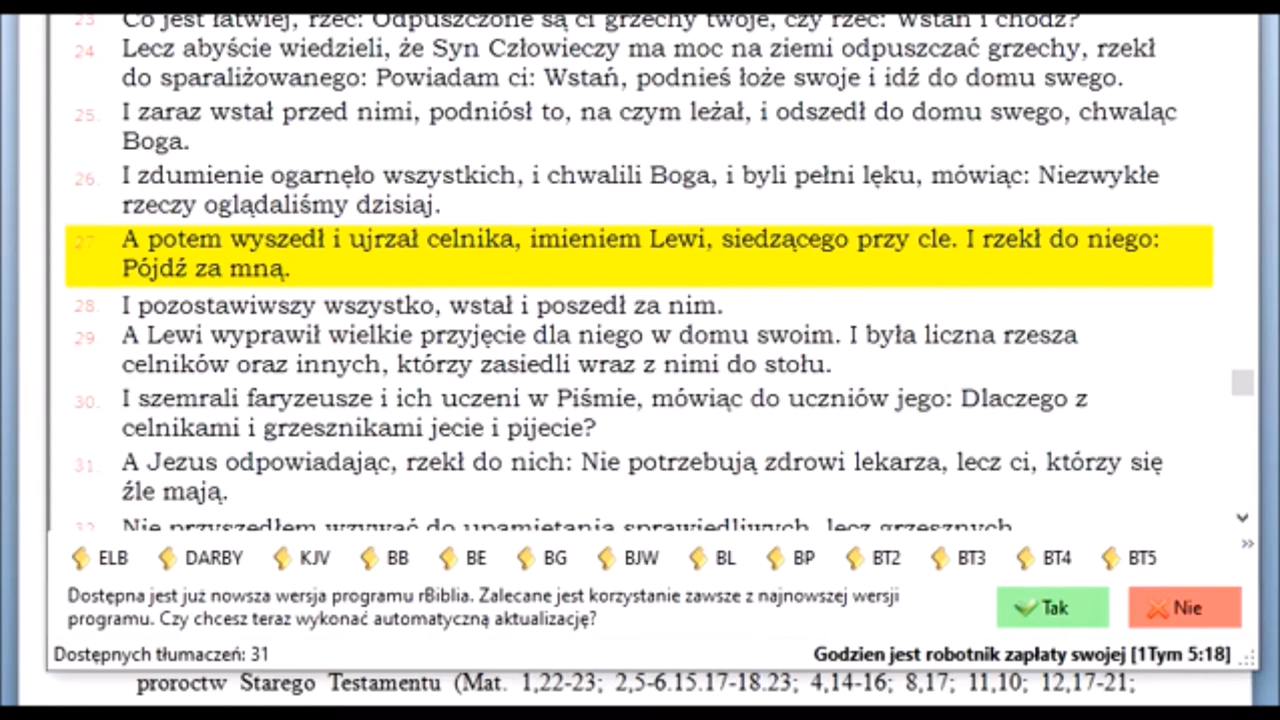 23. Co jest łatwiej, rzec: Odpuszczone są ci grzechy twoje, czy rzec: Wstań i chodź?
24. Lecz abyście wiedzieli, że Syn Człowieczy ma moc na ziemi odpuszczać grzechy, rzekł
do sparaliżowanego: Powiadam ci: Wstań, podnieś łoże swoje i idź do domu swego.
25. I zaraz wstał przed nimi, podniósł to, na czym leżał, i odszedł do domu swego, chwaląc
Boga.
26. I zdumienie ogarnęło wszystkich, i chwalili Boga, i byli pełni lęku, mówiąc: Niezwykłe
rzeczy oglądaliśmy dzisiaj.
27. A potem wyszedł i ujrzał celnika, imieniem Lewi, siedzącego przy cle. I rzekł do niego:
Pójdź za mną.
28. I pozostawiwszy wszystko, wstał i poszedł za nim.
29. A Lewi wyprawił wielkie przyjęcie dla niego w domu swoim. I była liczna rzesza
celników oraz innych, którzy zasiedli wraz z nimi do stołu.
30. I szemrali faryzeusze i ich uczeni w Piśmie, mówiąc do uczniów jego: Dlaczego z
celnikami i grzesznikami jecie i pijecie?
31. A Jezus odpowiadając, rzekł do nich: Nie potrzebują zdrowi lekarza, lecz ci, którzy się
źle mają.
32. Nie przyszedłem wzywać do upamiętania sprawiedliwych, lecz grzesznych
ELB DARBY KJV BB BE BG BJW BL BP BT2 BT3 BT4 BT5
Dostępna jest już nowsza wersja programu rBiblia. Zalecane jest korzystanie zawsze z najnowszej wersji
programu. Czy chcesz teraz wykonać automatyczną aktualizację?
Tak Nie
Dostępnych tłumaczeń: 31 Godzien jest robotnik zapłaty swojej [1Tym 5:18]
proroctw Starego Testamentu (Mat. 1,22-23; 2,5-6.15.17-18.23; 4,14-16; 8,17; 11,10; 12,17-21;